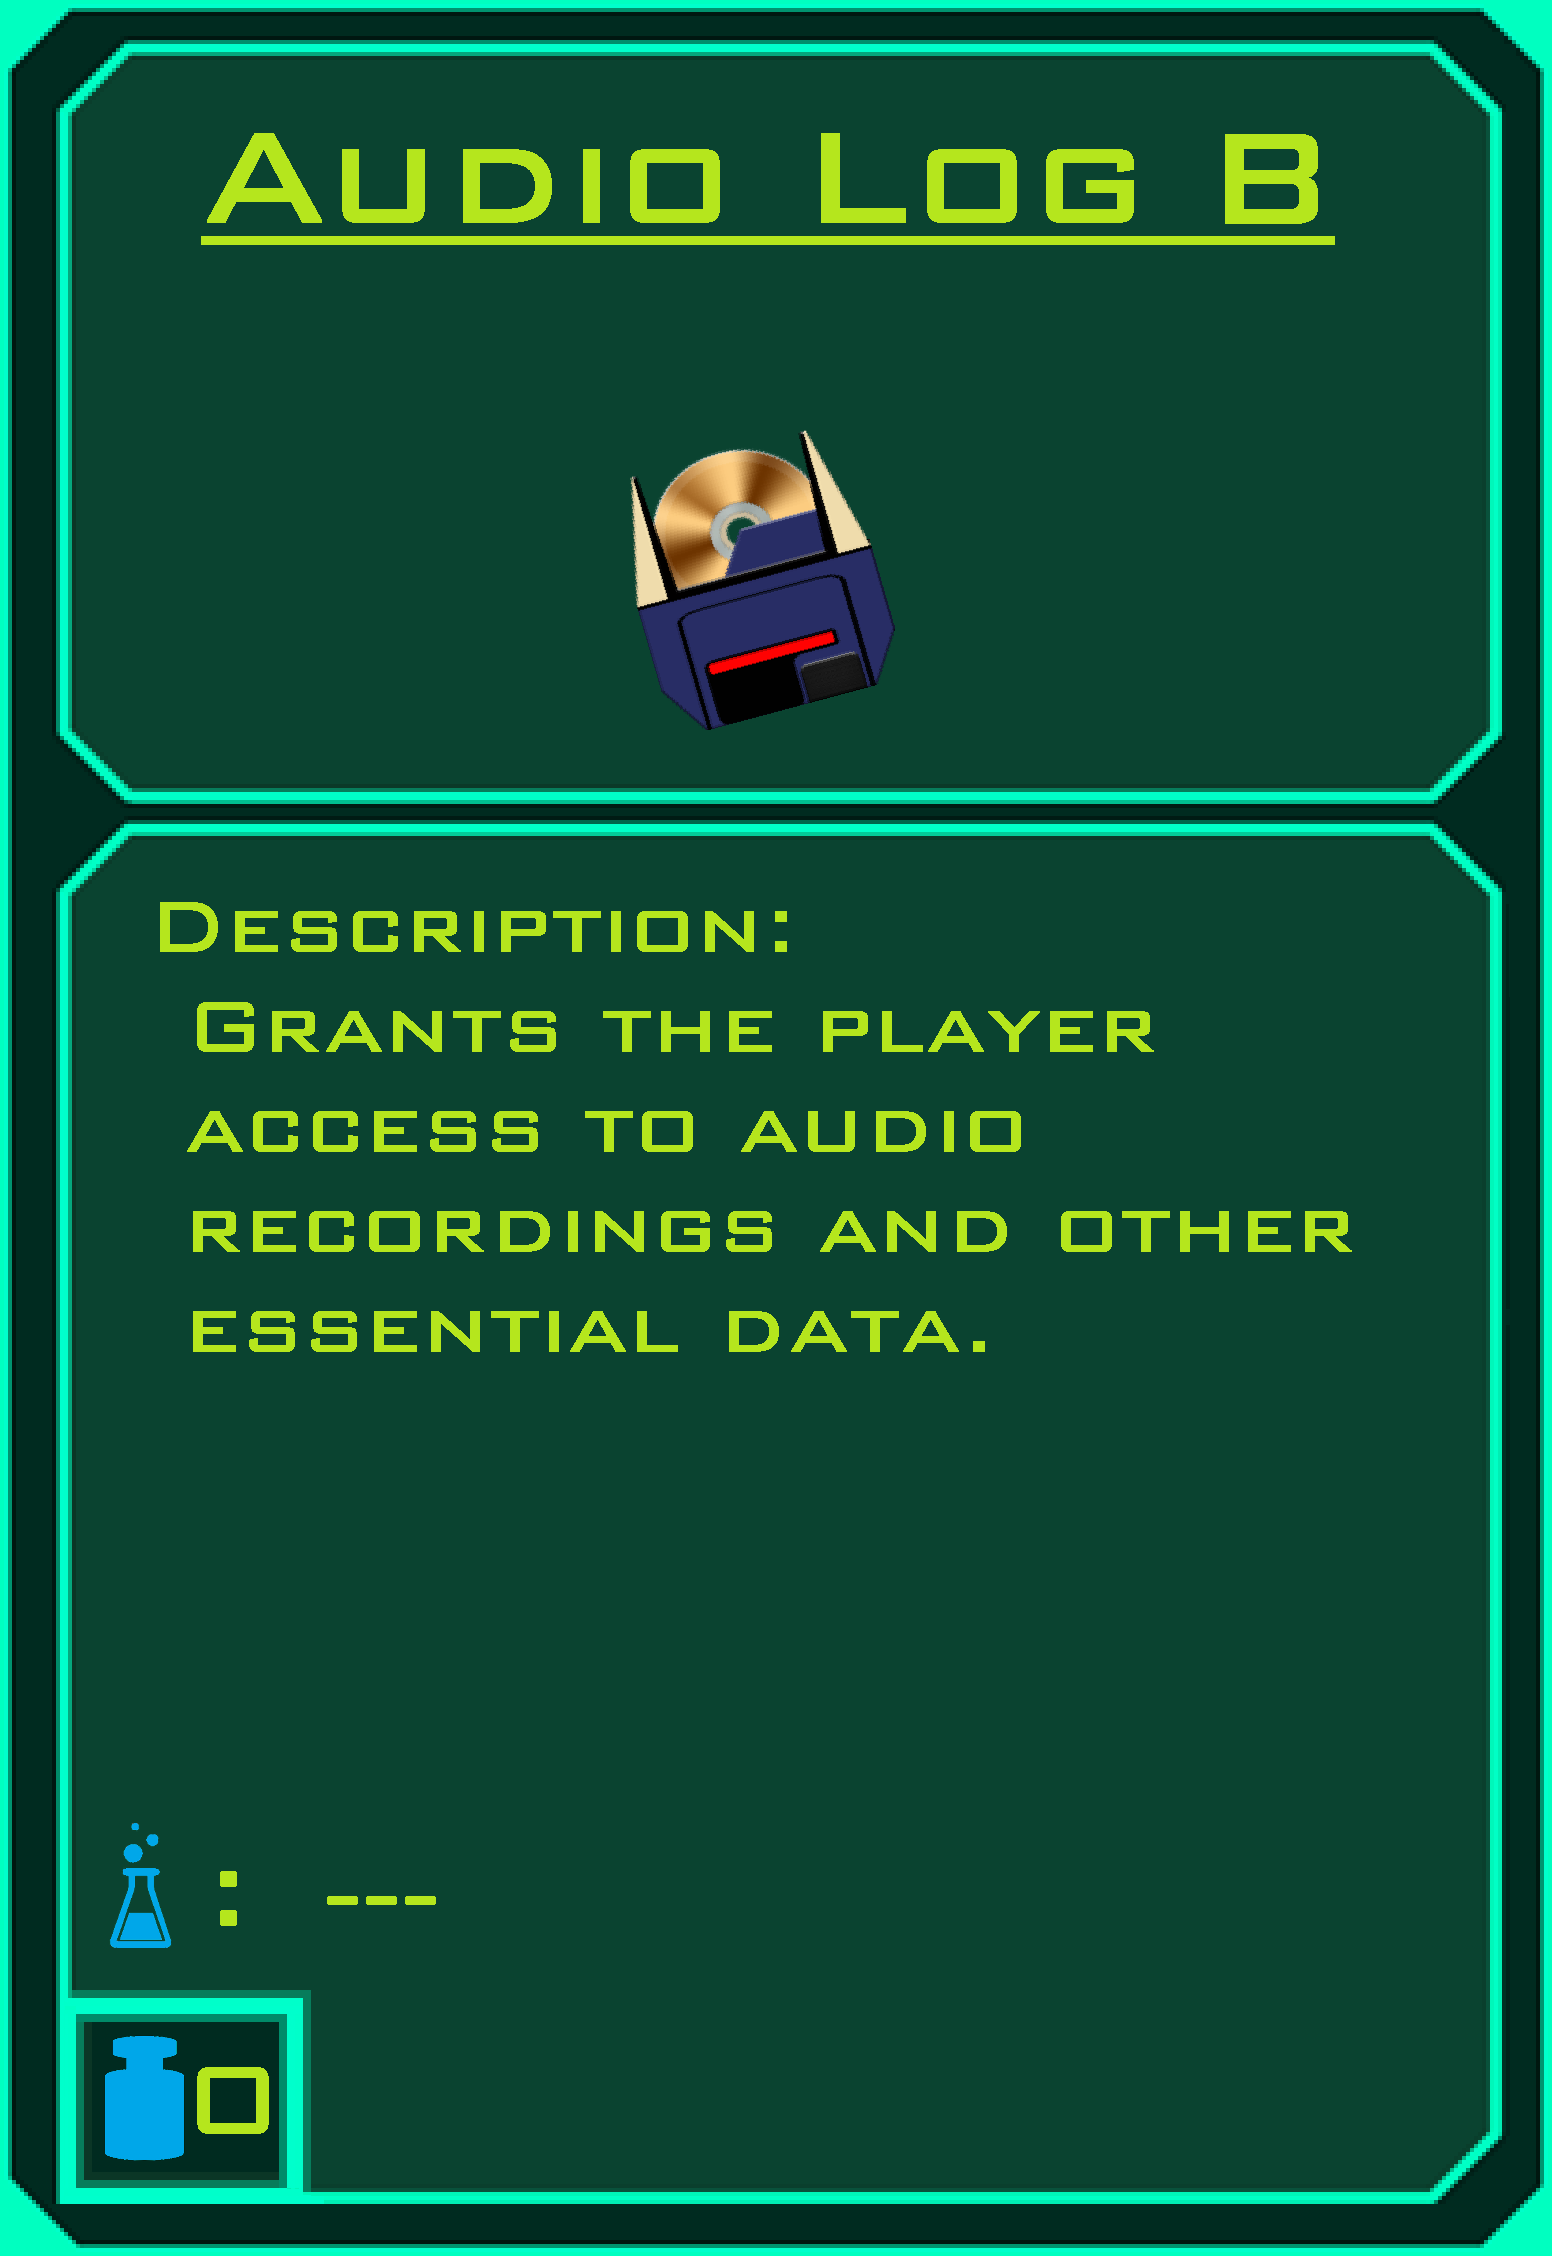 Audio Log B
Description:
Grants the player
access to audio
recordings and other
essential data.
: ---
0